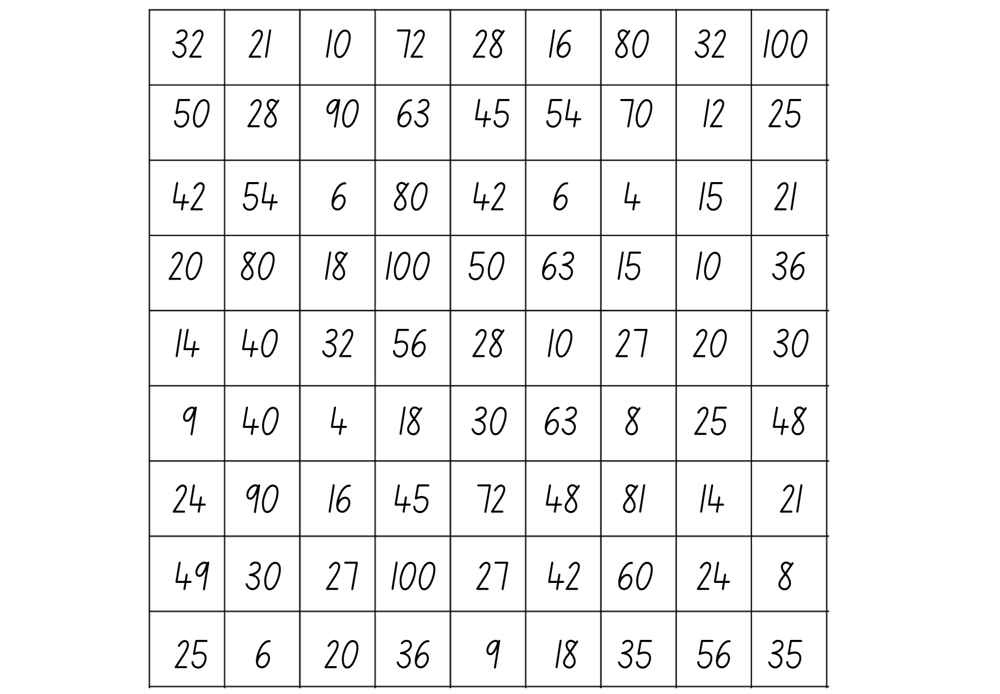 32 21 10 72 28 16 80 32 100
50 28 90 63 45 54 70 12 25
42 54 6 80 42 6 4 15 21
20 80 18 100 50 63 15 10 36
14 40 32 56 28 10 27 20 30
9 40 4 18 30 63 8 25 48
24 90 16 45 72 48 81 14 21
49 30 27 100 27 42 60 24 8
25 6 20 36 9 18 35 56 35